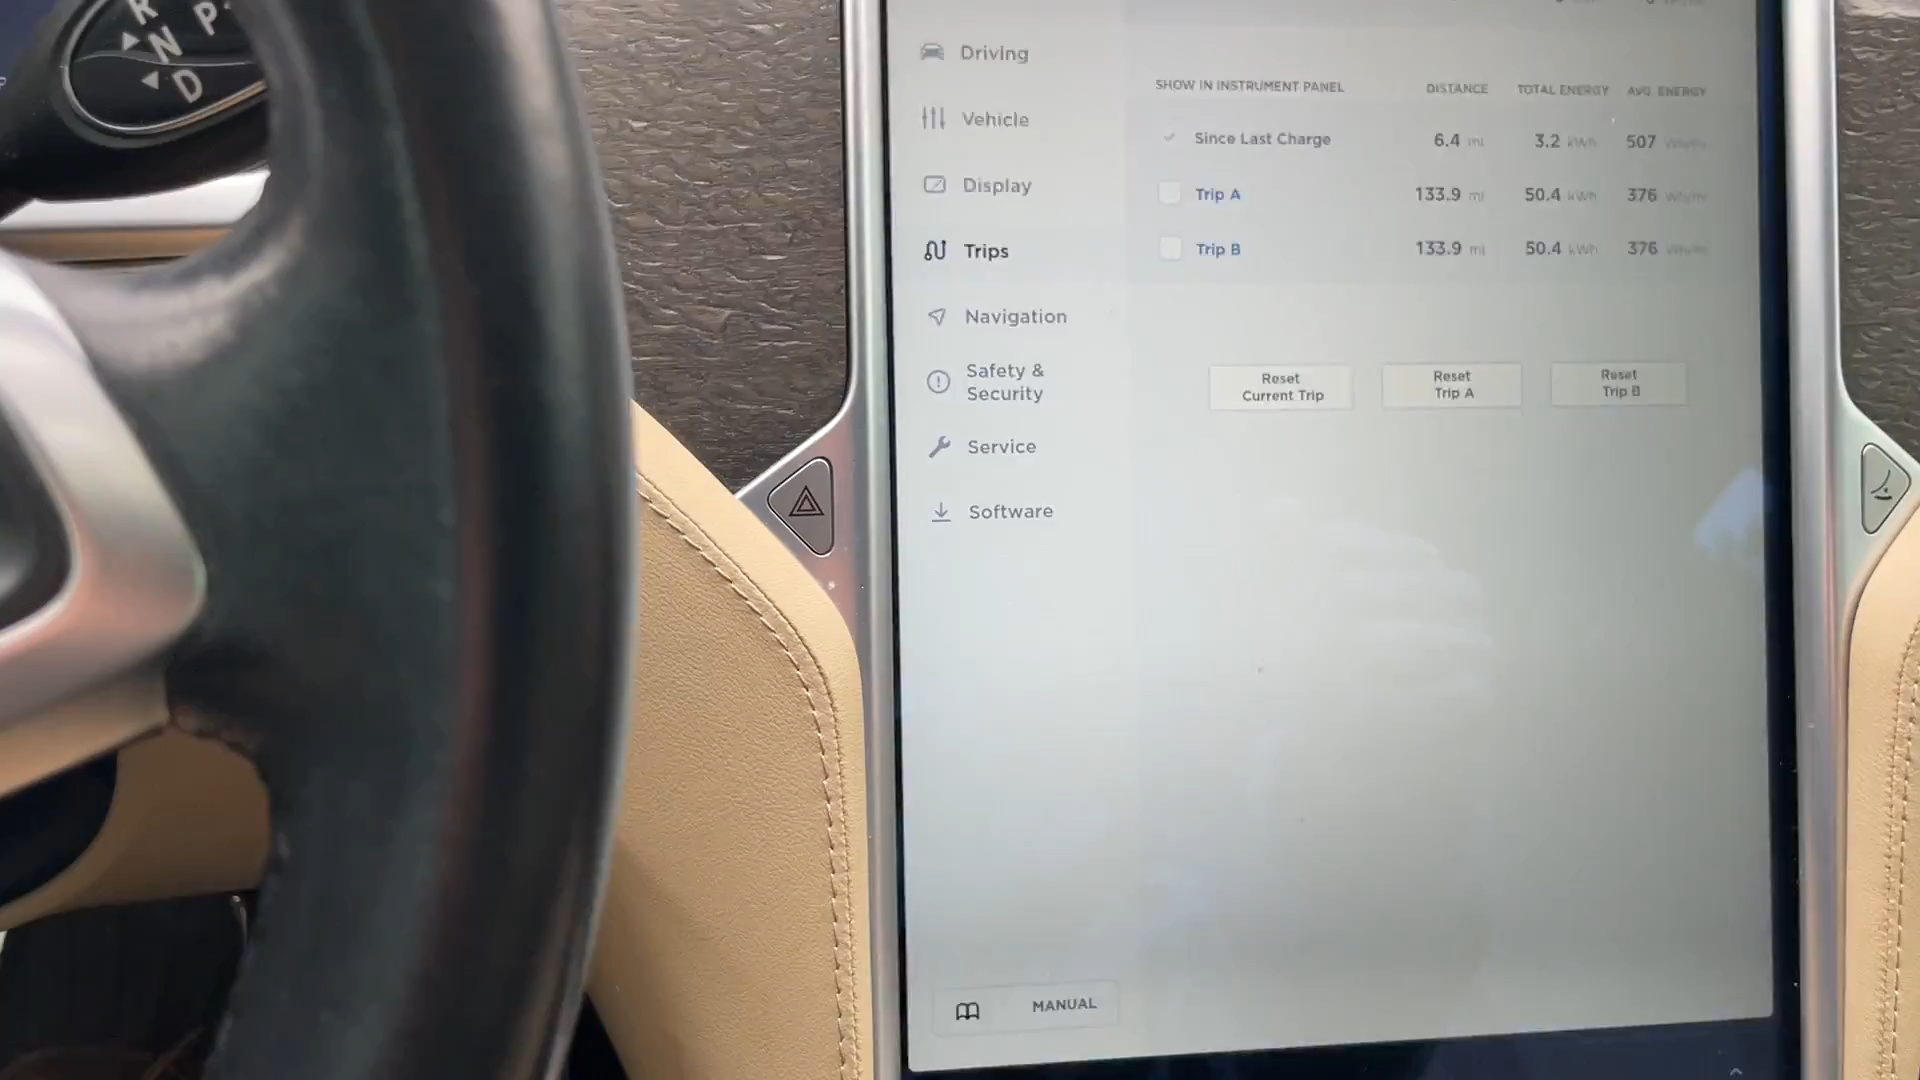 R
P
N
D
Driving
Vehicle
Display
Trips
Navigation
Safety &
Security
Service
Software
SHOW IN INSTRUMENT PANEL DISTANCE TOTAL ENERGY AVG. ENERGY
Since Last Charge 6.4 mi 3.2 kWh 507
Trip A 133.9 mi 50.4 kWh 376
Trip B 133.9 mi 50.4 kWh 376
Reset
Current Trip
Reset
Trip A
Reset
Trip B
MANUAL